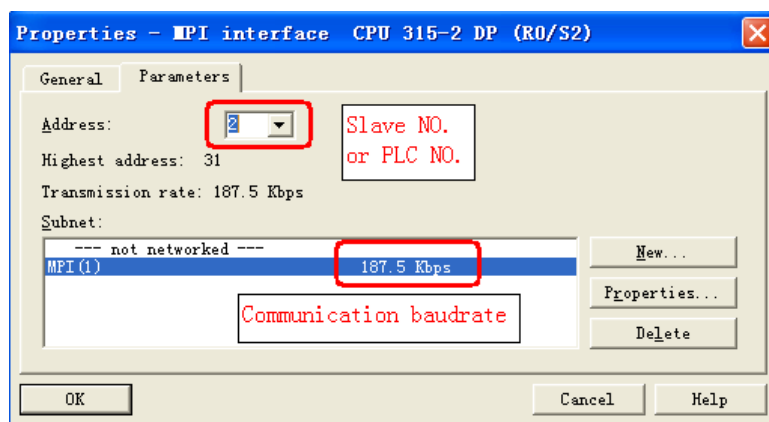 Properties - MPI interface CPU 315-2 DP (R0/S2)
General Parameters
Address: 2
Slave NO.
or PLC NO.
Highest address: 31
Transmission rate: 187.5 Kbps
Subnet:
--- not networked ---
MPI(1) 187.5 Kbps
Communication baudrate
New...
Properties...
Delete
OK Cancel Help